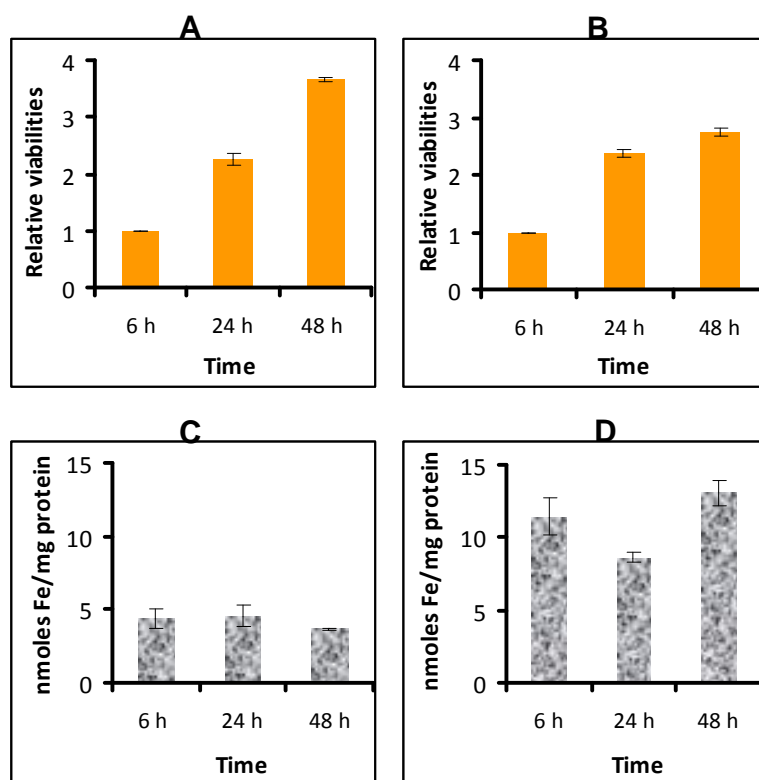 A
Relative viabilities
4
3
2
1
0
6 h 24 h 48 h
Time
B
Relative viabilities
4
3
2
1
0
6 h 24 h 48 h
Time
C
nmoles Fe/mg protein
15
10
5
0
6 h 24 h 48 h
Time
D
nmoles Fe/mg protein
15
10
5
0
6 h 24 h 48 h
Time